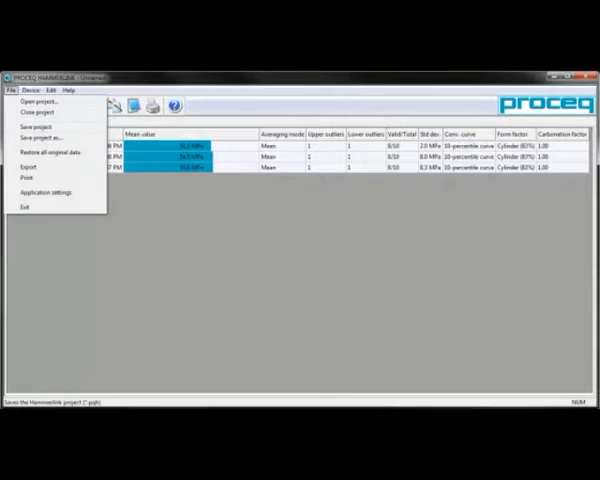 PROCEQ HAMMERLINK - Unnamed
File Device Edit Help
Open project...
Close project
Save project
Save project as...
Restore all original data
Export
Print
Application settings
Exit
proceq
Mean value Averaging mode Upper outliers Lower outliers Valid/Total Std dev. Conv. curve Form factor Carbonation factor
PM Mean 1 1 8/10 2.0 MPa 10-percentile curve Cylinder (83%) 1.00
PM Mean 1 1 8/10 8.0 MPa 10-percentile curve Cylinder (83%) 1.00
PM Mean 1 1 8/10 8.3 MPa 10-percentile curve Cylinder (83%) 1.00
Saves the Hammerlink project (*.pqh) NUM